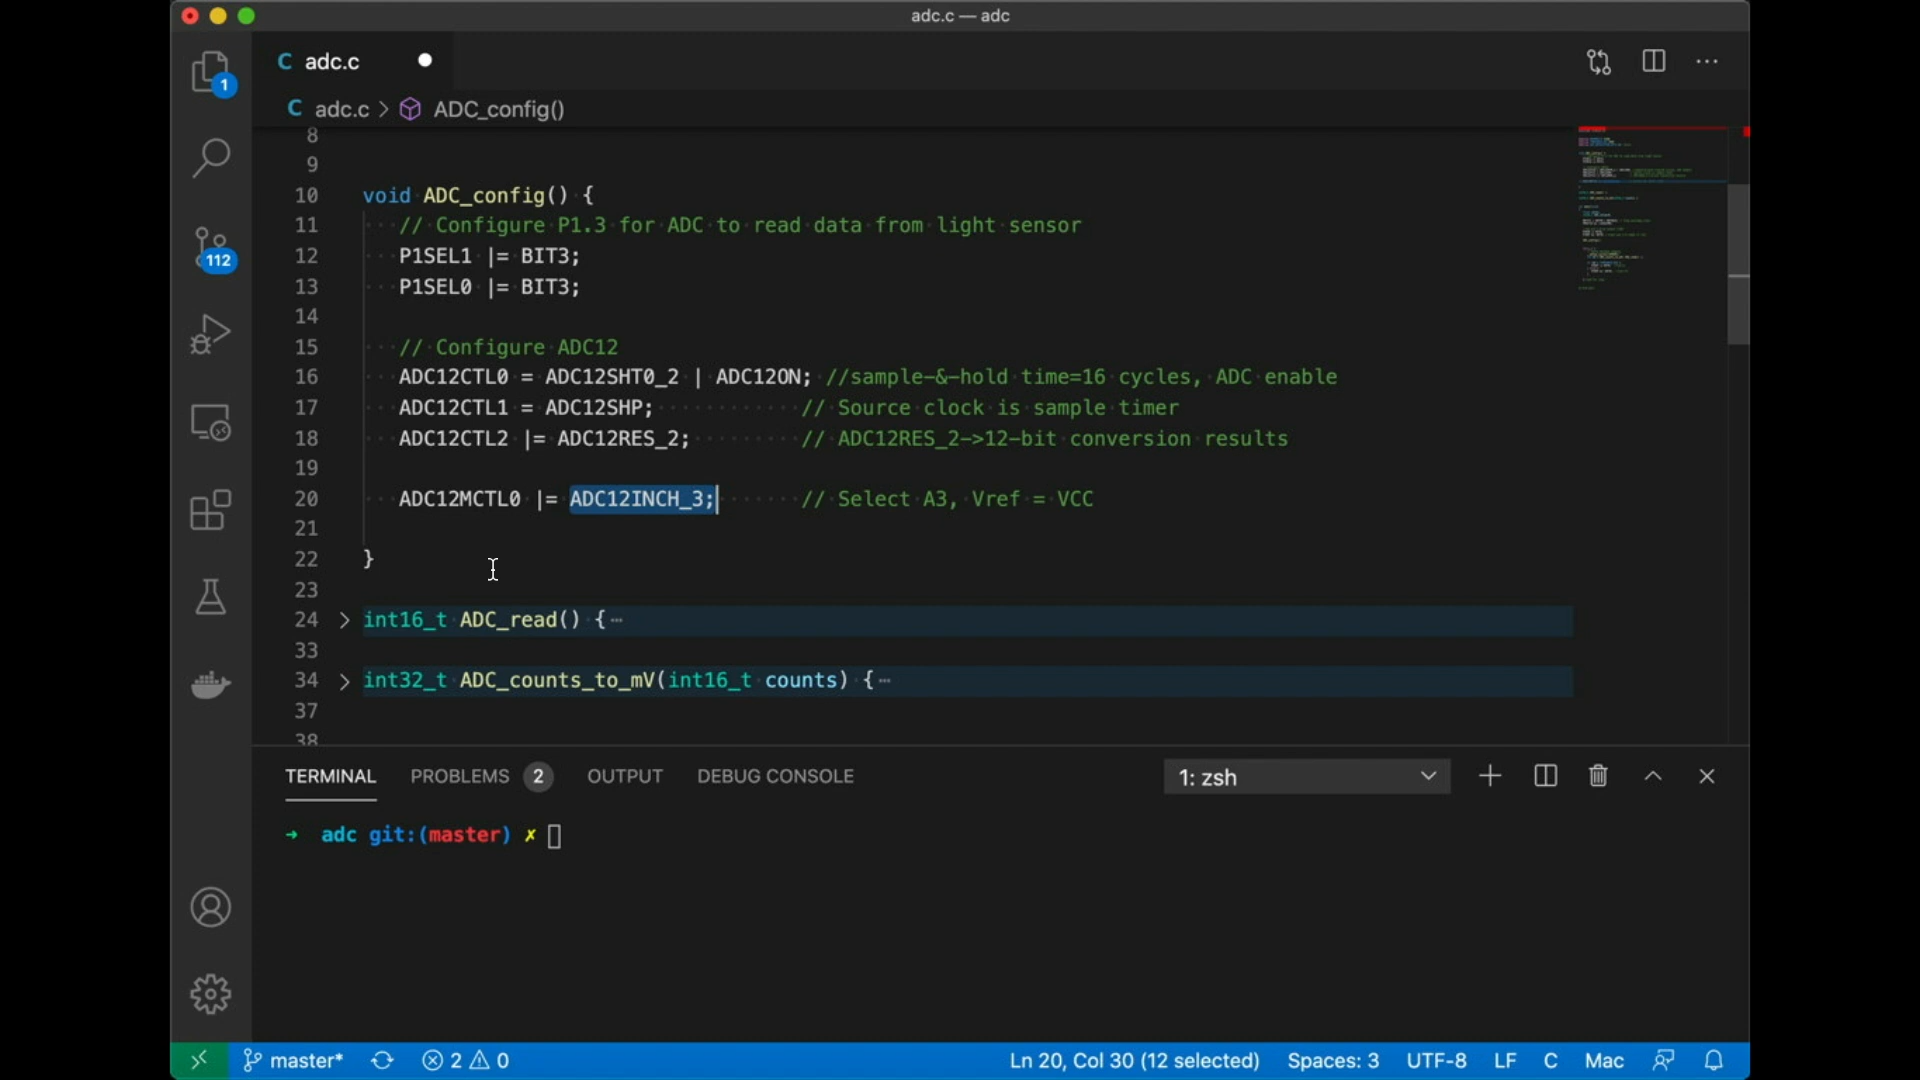 adc.c — adc
C adc.c
1
C adc.c > ADC_config()
8
9
10 void ADC_config() {
11 // Configure P1.3 for ADC to read data from light sensor
12 P1SEL1 |= BIT3;
13 P1SEL0 |= BIT3;
14
15 // Configure ADC12
16 ADC12CTL0 = ADC12SHT0_2 | ADC12ON; //sample-&-hold time=16 cycles, ADC enable
17 ADC12CTL1 = ADC12SHP; // Source clock is sample timer
18 ADC12CTL2 |= ADC12RES_2; // ADC12RES_2->12-bit conversion results
19
20 ADC12MCTL0 |= ADC12INCH_3; // Select A3, Vref = VCC
21
22 }
23
24 > int16_t ADC_read() {⋯
33
34 > int32_t ADC_counts_to_mV(int16_t counts) {⋯
37
38
112
TERMINAL PROBLEMS 2 OUTPUT DEBUG CONSOLE 1: zsh
→ adc git:(master) ✗
master* 2 0 Ln 20, Col 30 (12 selected) Spaces: 3 UTF-8 LF C Mac